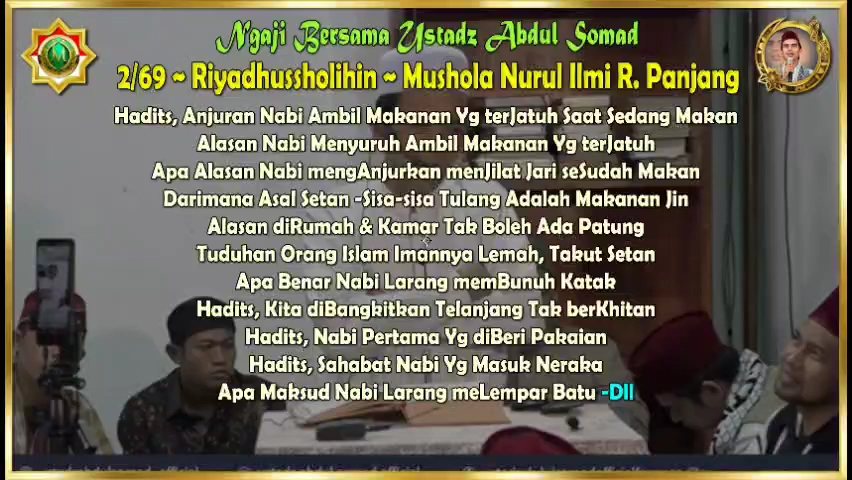 Ngaji Bersama Ustadz Abdul Somad
2/69 ~ Riyadhussholihin ~ Mushola Nurul Ilmi R. Panjang
Hadits, Anjuran Nabi Ambil Makanan Yg terJatuh Saat Sedang Makan
Alasan Nabi Menyuruh Ambil Makanan Yg terJatuh
Apa Alasan Nabi mengAnjurkan menJilat Jari seSudah Makan
Darimana Asal Setan -Sisa-sisa Tulang Adalah Makanan Jin
Alasan diRumah & Kamar Tak Boleh Ada Patung
Tuduhan Orang Islam Imannya Lemah, Takut Setan
Apa Benar Nabi Larang memBunuh Katak
Hadits, Kita diBangkitkan Telanjang Tak berKhitan
Hadits, Nabi Pertama Yg diBeri Pakaian
Hadits, Sahabat Nabi Yg Masuk Neraka
Apa Maksud Nabi Larang meLempar Batu -Dll